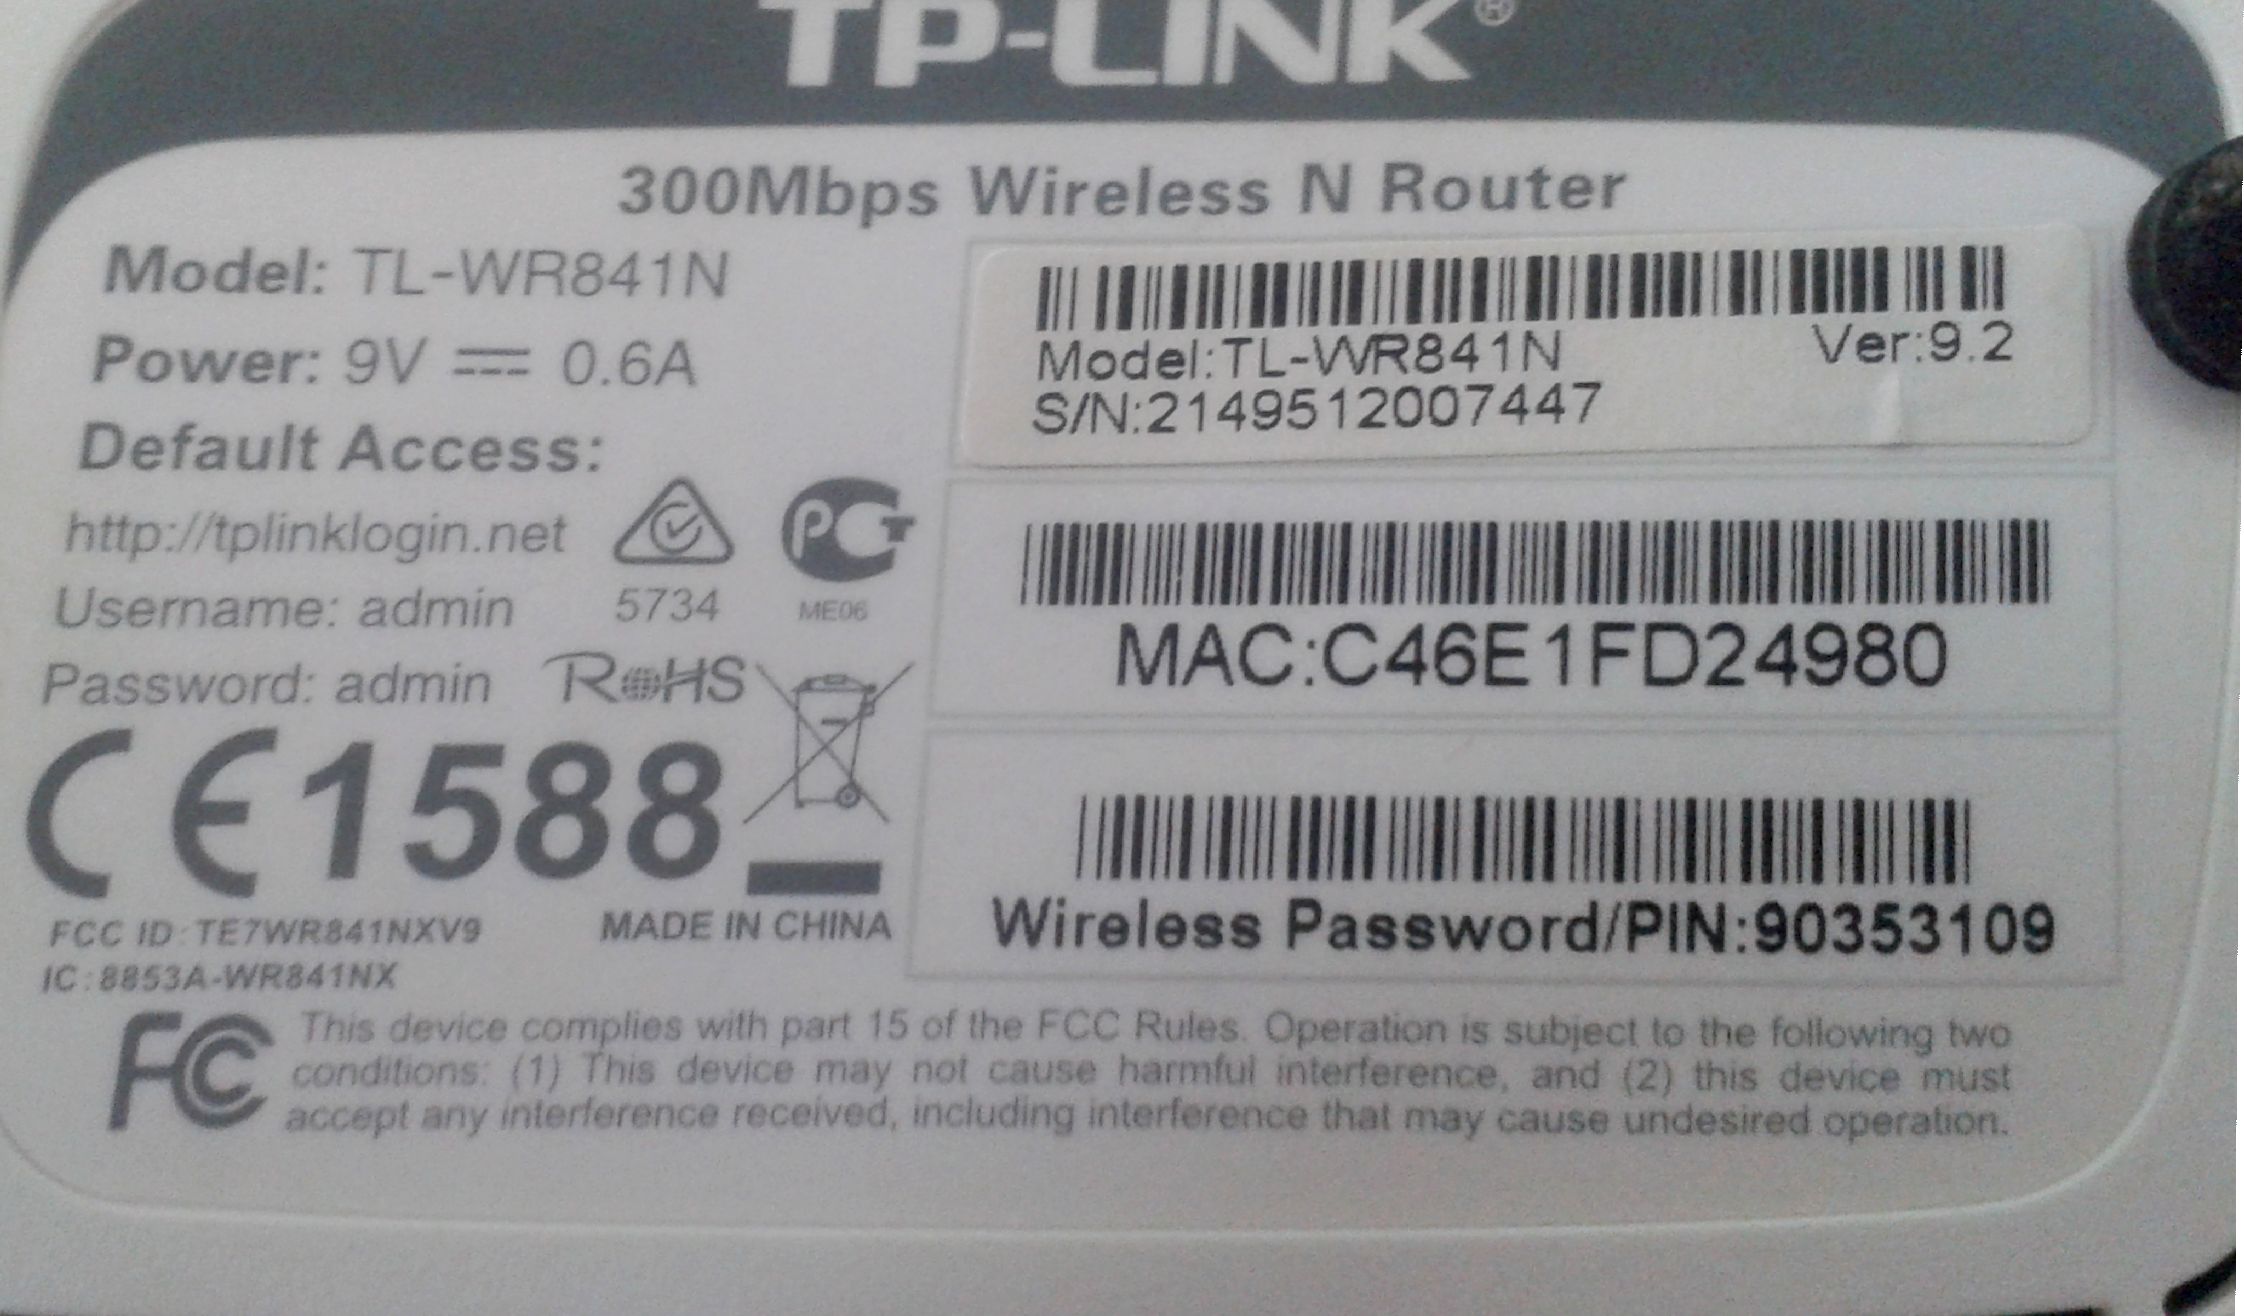 TP-LINK®
300Mbps Wireless N Router
Model: TL-WR841N
Power: 9V 0.6A
Default Access:
http://tplinklogin.net
Username: admin
Password: admin
5734
PCT
ME06
RoHS
CE1588
FCC ID:TE7WR841NXV9
IC:8853A-WR841NX
MADE IN CHINA
Model:TL-WR841N Ver:9.2
S/N:2149512007447
MAC:C46E1FD24980
Wireless Password/PIN:90353109
FC
This device complies with part 15 of the FCC Rules. Operation is subject to the following two
conditions: (1) This device may not cause harmful interference, and (2) this device must
accept any interference received, including interference that may cause undesired operation.